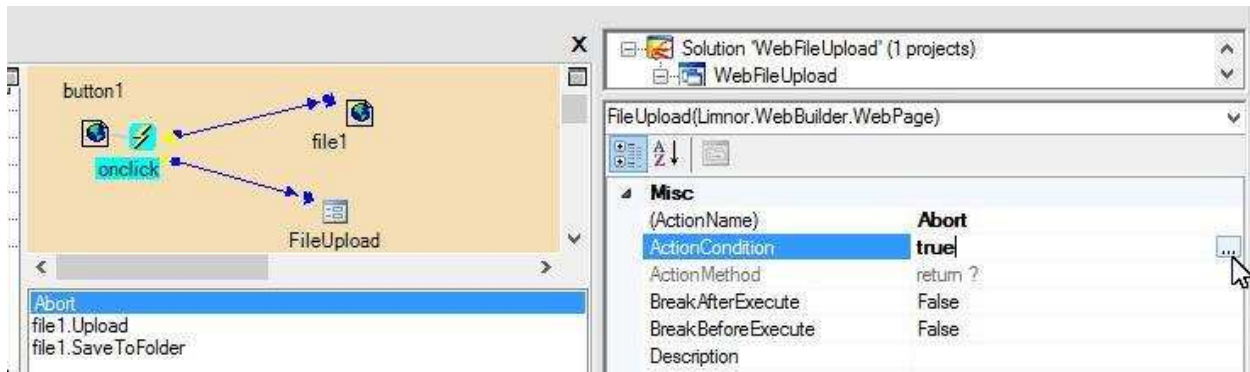 X
button1
file1
onclick
FileUpload
Abort
file1.Upload
file1.SaveToFolder
Solution 'WebFileUpload' (1 projects)
WebFileUpload
FileUpload(Limnor.WebBuilder.WebPage)
A
Z
Misc
(ActionName) Abort
ActionCondition true ...
ActionMethod return ?
BreakAfterExecute False
BreakBeforeExecute False
Description